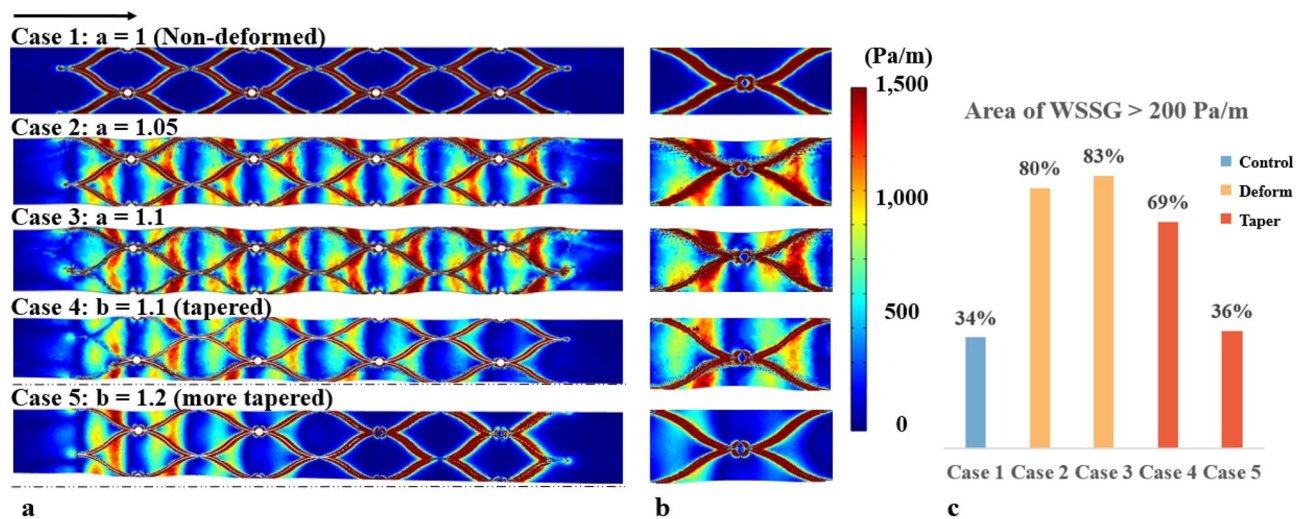 Case 1: a = 1 (Non-deformed)
Case 2: a = 1.05
Case 3: a = 1.1
Case 4: b = 1.1 (tapered)
Case 5: b = 1.2 (more tapered)
a
b
(Pa/m)
1,500
1,000
500
0
Area of WSSG > 200 Pa/m
Control
Deform
Taper
34%
80%
83%
69%
36%
Case 1 Case 2 Case 3 Case 4 Case 5
c